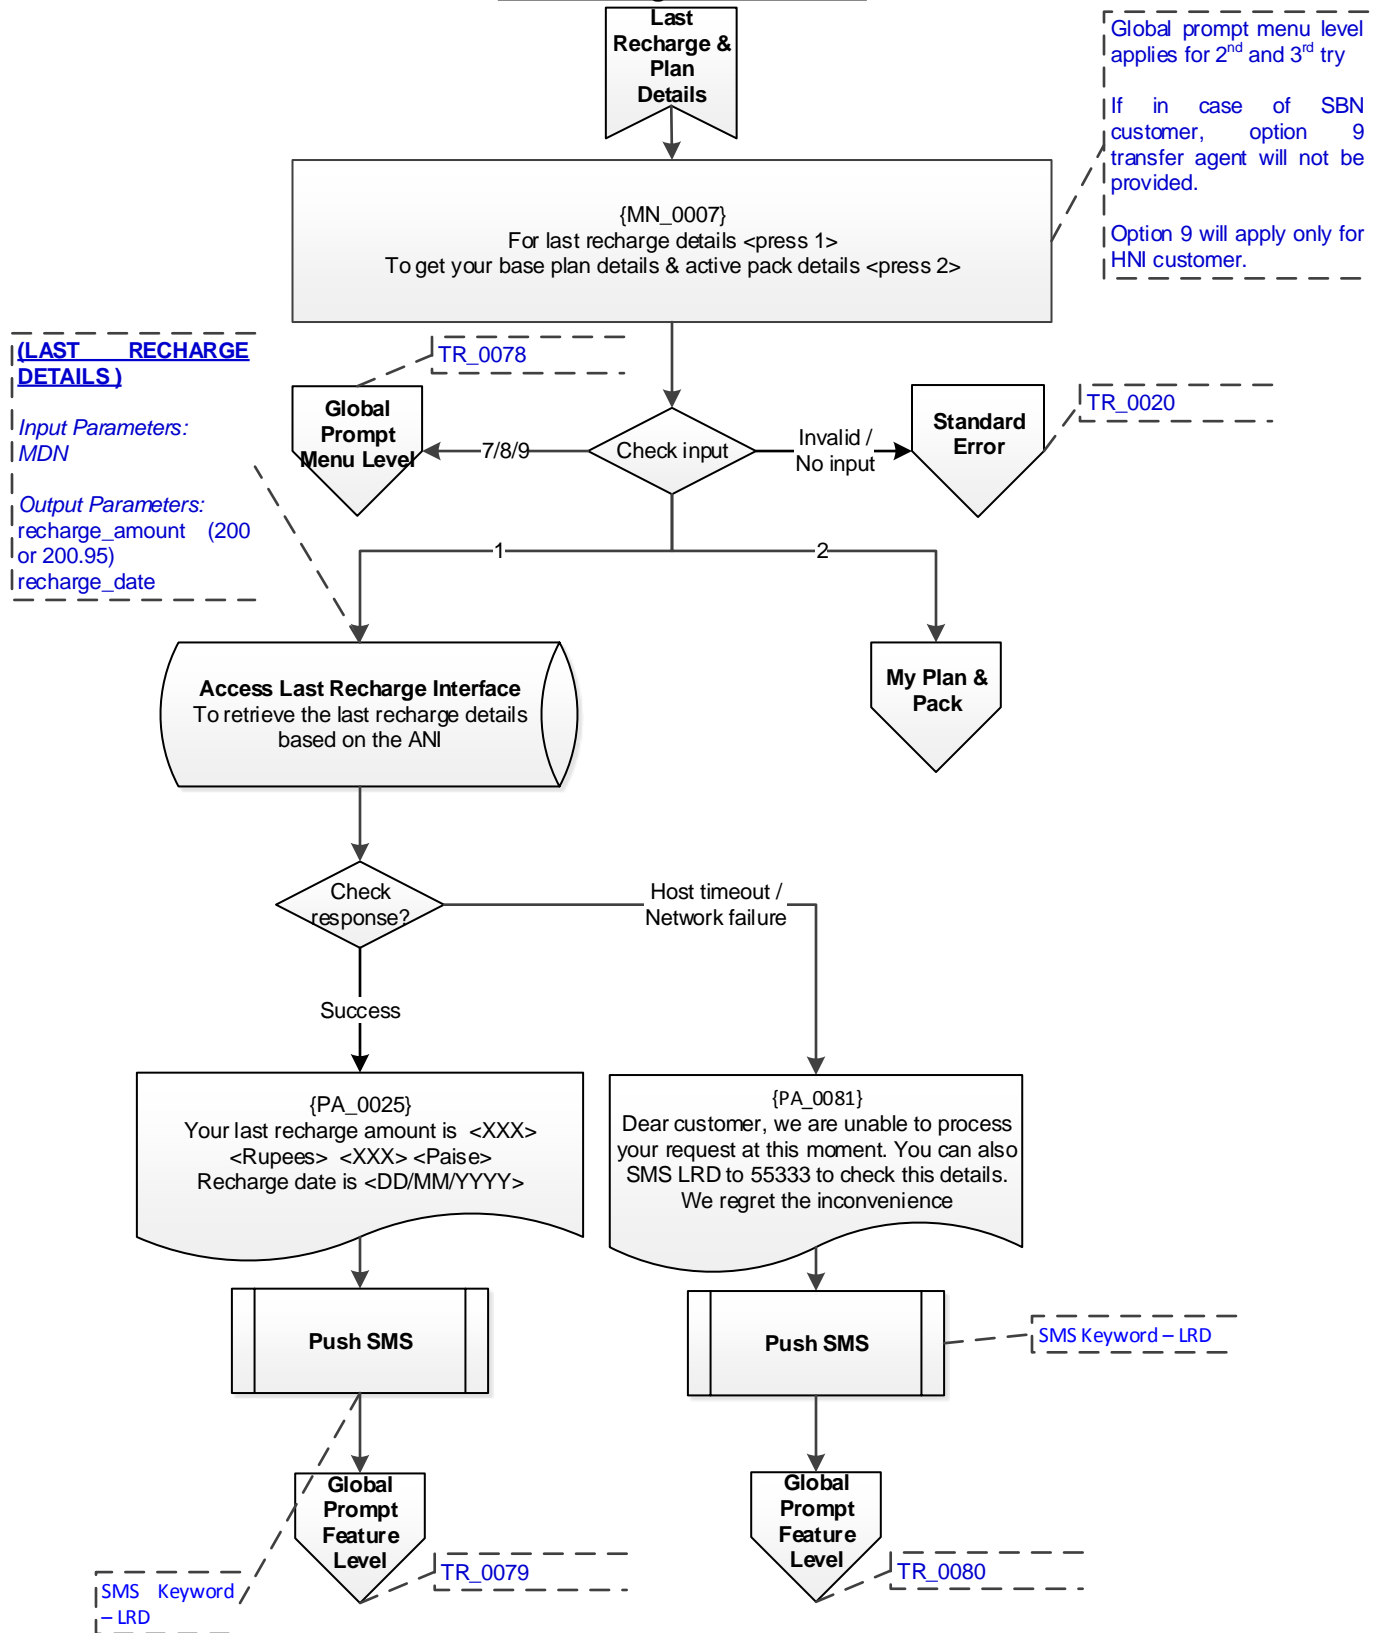 Last
Recharge &
Plan
Details
Global prompt menu level
applies for 2nd and 3rd try
If in case of SBN
customer, option 9
transfer agent will not be
provided.
Option 9 will apply only for
HNI customer.
{MN_0007}
For last recharge details <press 1>
To get your base plan details & active pack details <press 2>
(LAST RECHARGE
DETAILS )
Input Parameters:
MDN
Output Parameters:
recharge_amount (200
or 200.95)
recharge_date
TR_0078
Global
Prompt
Menu Level
7/8/9
Check input
Invalid /
No input
Standard
Error
TR_0020
1
2
Access Last Recharge Interface
To retrieve the last recharge details
based on the ANI
My Plan &
Pack
Check
response?
Host timeout /
Network failure
Success
{PA_0025}
Your last recharge amount is <XXX>
<Rupees> <XXX> <Paise>
Recharge date is <DD/MM/YYYY>
{PA_0081}
Dear customer, we are unable to process
your request at this moment. You can also
SMS LRD to 55333 to check this details.
We regret the inconvenience
Push SMS
Push SMS
SMS Keyword – LRD
Global
Prompt
Feature
Level
TR_0079
Global
Prompt
Feature
Level
TR_0080
SMS Keyword
– LRD